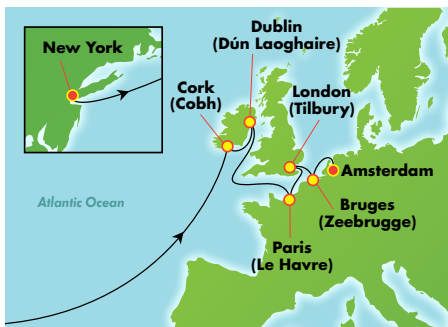 New York
Dublin
(Dún Laoghaire)
Cork
(Cobh)
London
(Tilbury)
Amsterdam
Atlantic Ocean
Bruges
(Zeebrugge)
Paris
(Le Havre)